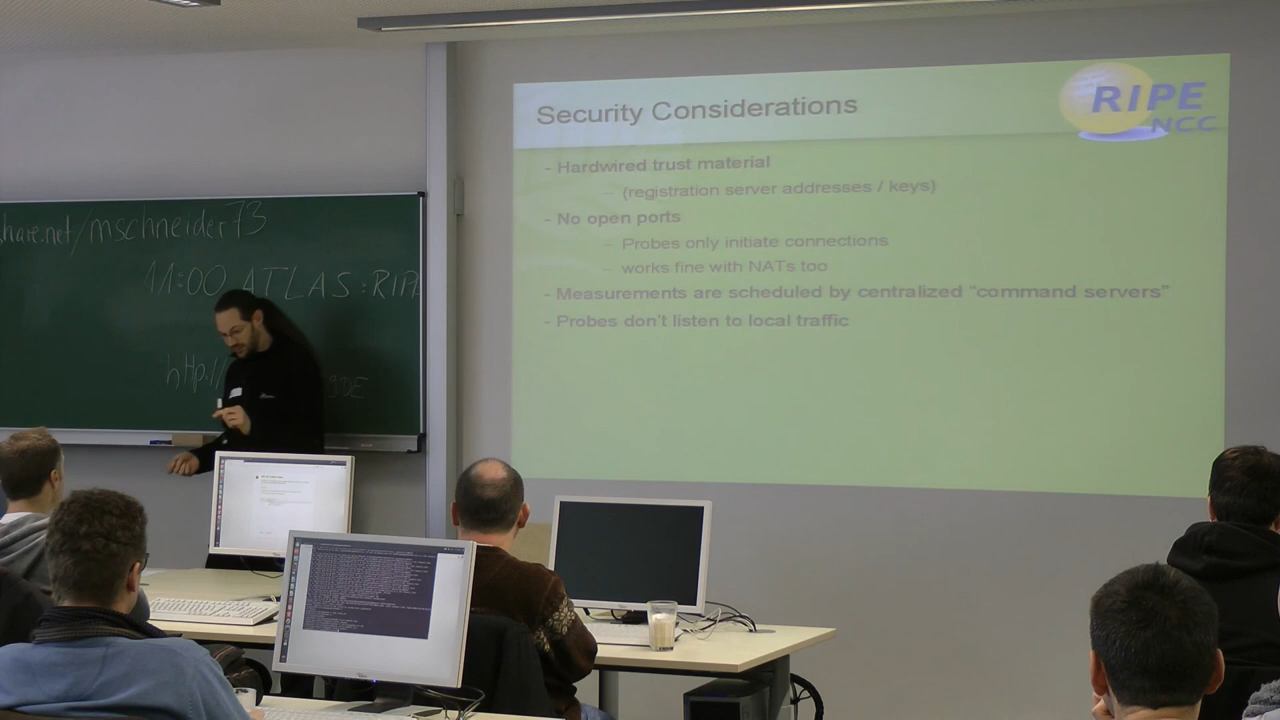 Security Considerations
RIPE
NCC
- Hardwired trust material
– (registration server addresses / keys)
- No open ports
– Probes only initiate connections
– works fine with NATs too
- Measurements are scheduled by centralized “command servers”
- Probes don't listen to local traffic
share.net/mschneider73
11:00 ATLAS:RIPE
http://